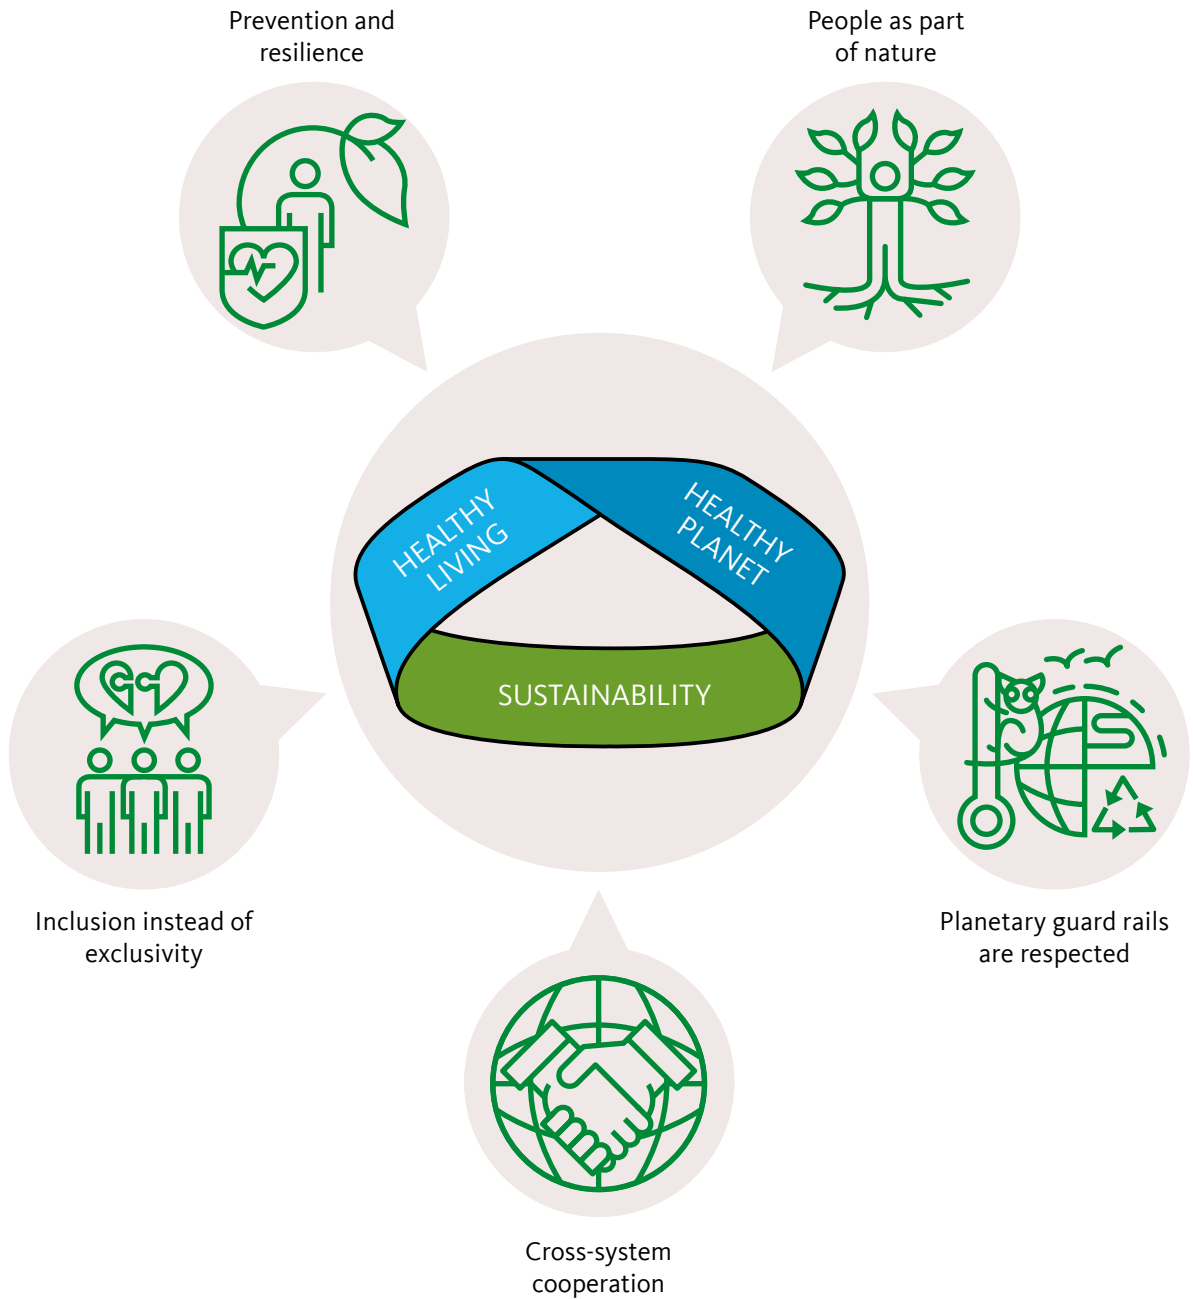 Prevention and
resilience
People as part
of nature
HEALTHY
LIVING
HEALTHY
PLANET
SUSTAINABILITY
Inclusion instead of
exclusivity
Planetary guard rails
are respected
Cross-system
cooperation